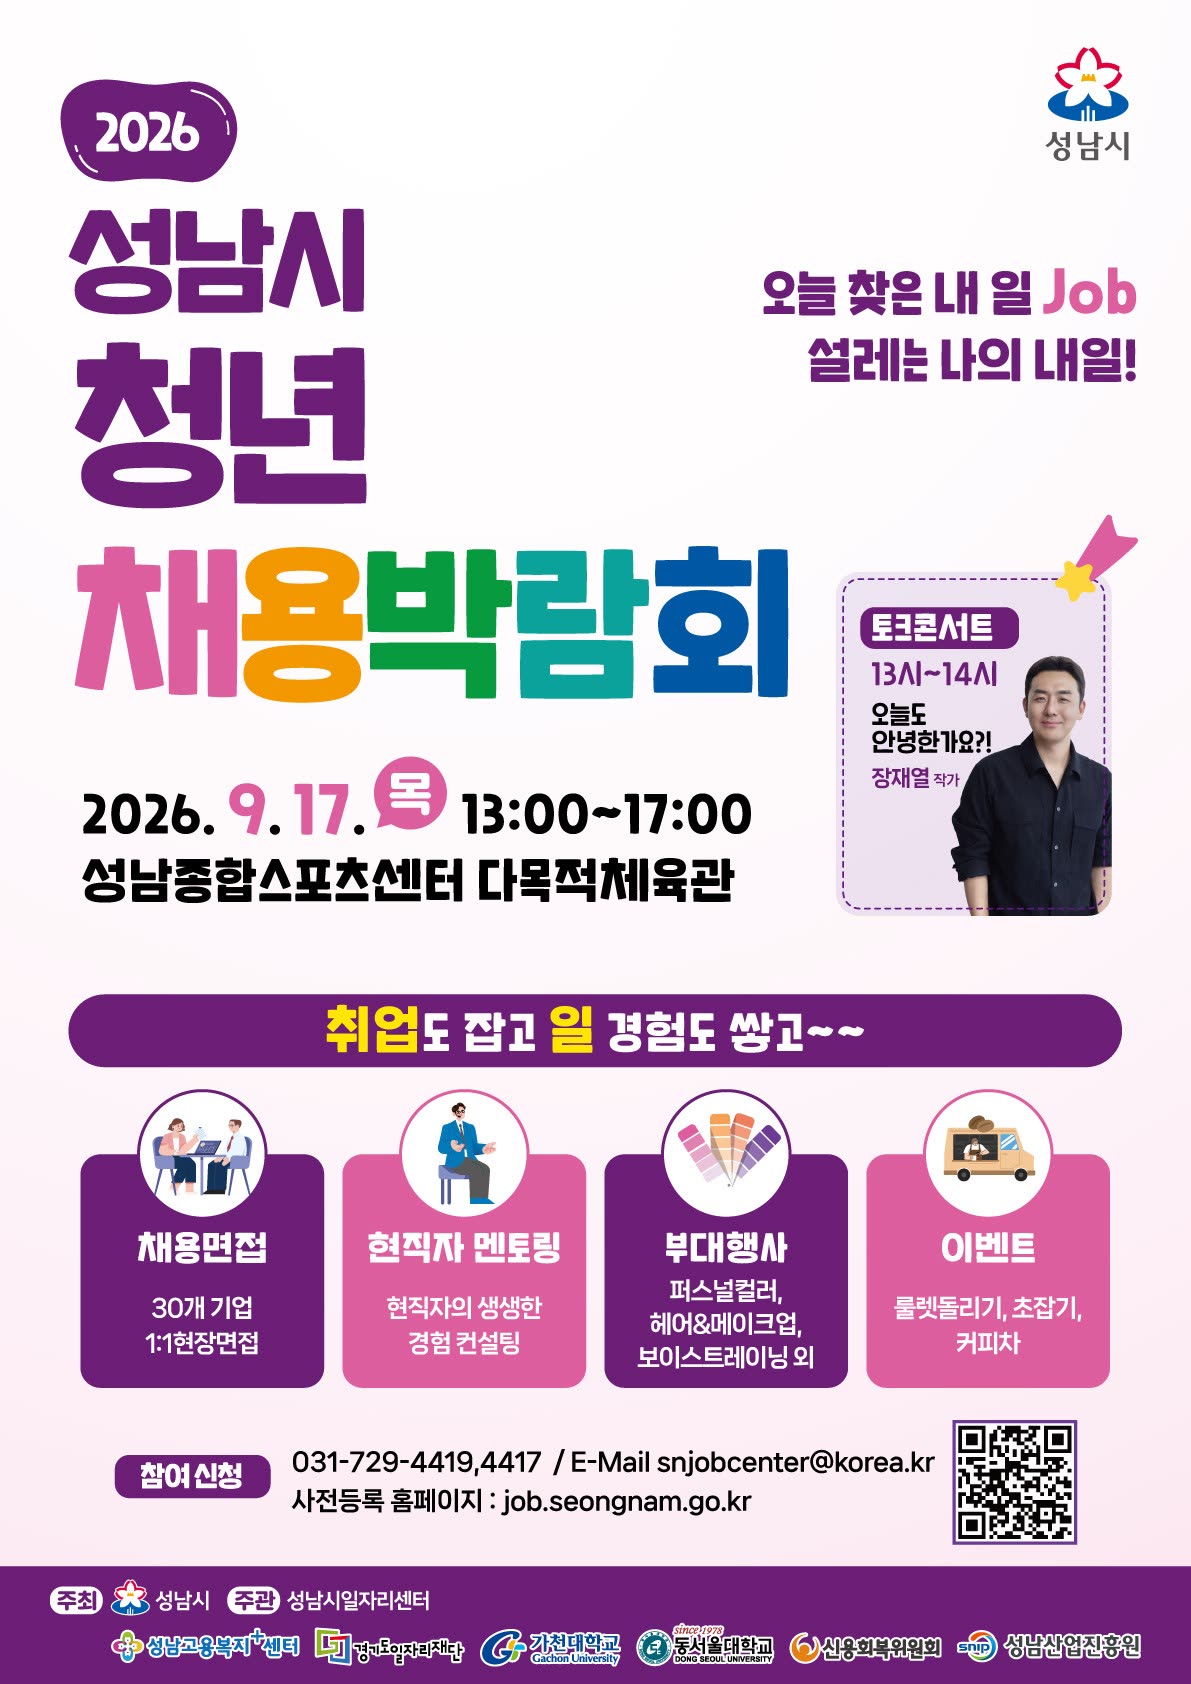 2026
성남시
성남시
청년
채용박람회
오늘 찾은 내 일 Job
설레는 나의 내일!
토크콘서트
13시~14시
오늘도
안녕한가요?!
장재열 작가
2026. 9. 17. 목 13:00~17:00
성남종합스포츠센터 다목적체육관
취업도 잡고 일 경험도 쌓고~~
채용면접
30개 기업
1:1현장면접
현직자 멘토링
현직자의 생생한
경험 컨설팅
부대행사
퍼스널컬러,
헤어&메이크업,
보이스트레이닝 외
이벤트
룰렛돌리기, 초잡기,
커피차
참여 신청
031-729-4419,4417 / E-Mail snjobcenter@korea.kr
사전등록 홈페이지 : job.seongnam.go.kr
주최 성남시 주관 성남시일자리센터
성남고용복지+센터
경기도일자리재단
가천대학교
Gachon University
since 1978
동서울대학교
DONG SEOUL UNIVERSITY
신용회복위원회
snip 성남산업진흥원